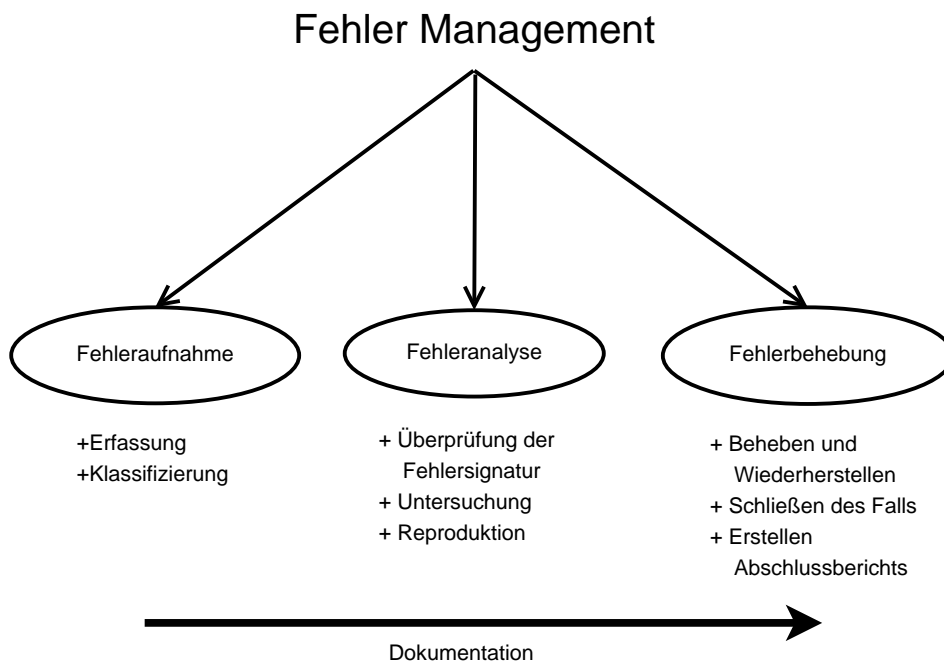 Fehler Management
Fehleraufnahme
Fehleranalyse
Fehlerbehebung
+Erfassung
+Klassifizierung
+ Überprüfung der
Fehlersignatur
+ Untersuchung
+ Reproduktion
+ Beheben und
Wiederherstellen
+ Schließen des Falls
+ Erstellen
Abschlussberichts
Dokumentation